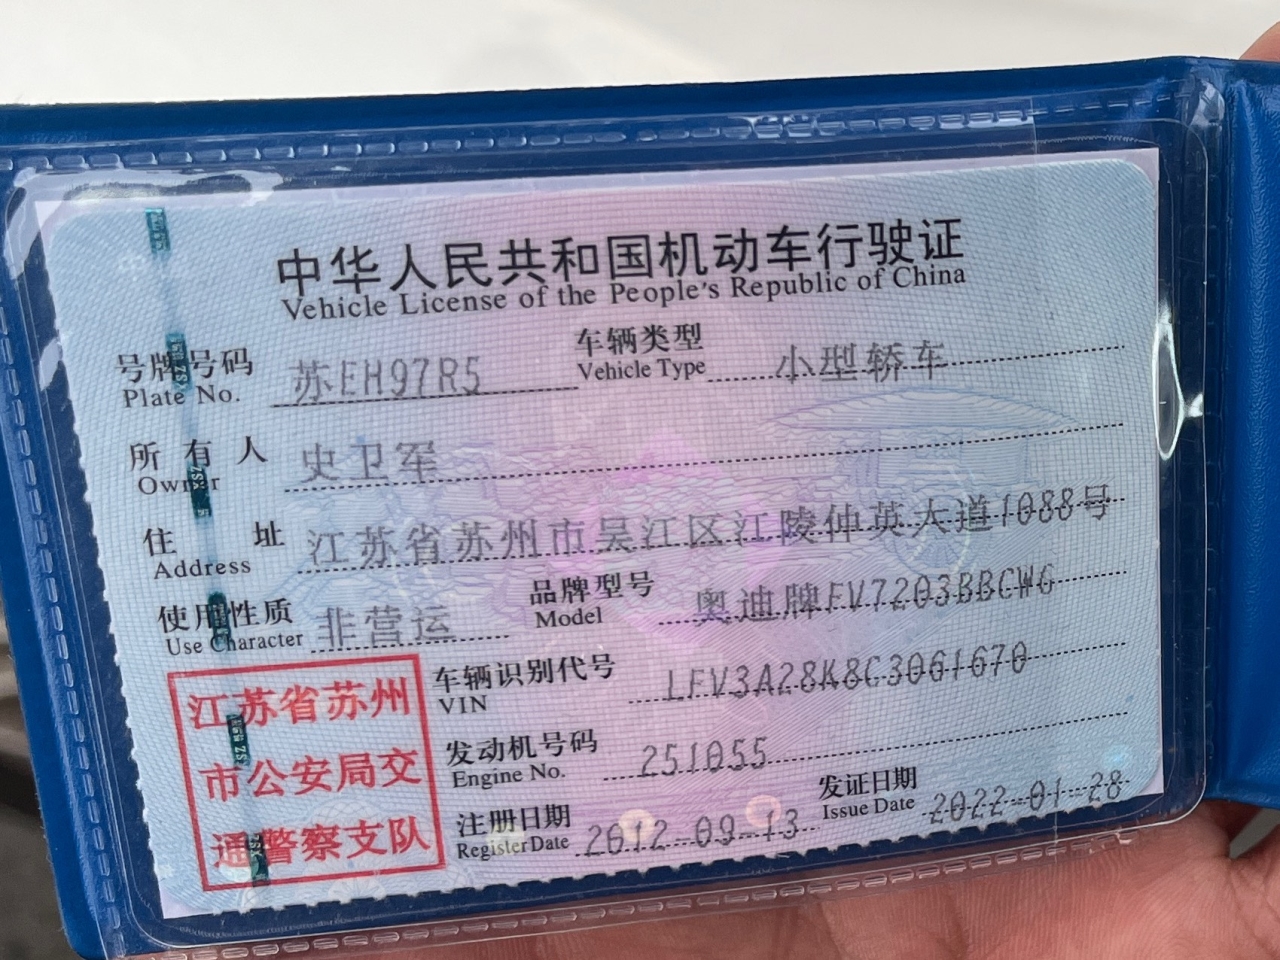 中华人民共和国机动车行驶证
Vehicle License of the People's Republic of China
号牌号码 苏EH97R5 车辆类型 小型轿车
Plate No. Vehicle Type
所有人 史卫军
Owner
住址 江苏省苏州市吴江区江陵仲英大道1088号
Address
使用性质 非营运 品牌型号 奥迪牌FV7203BBCWG
Use Character Model
车辆识别代号 LFV3A28K8C3061670
VIN
发动机号码 251055
Engine No.
注册日期 2012-09-13 发证日期 2022-01-28
Register Date Issue Date
江苏省苏州
市公安局交
通警察支队